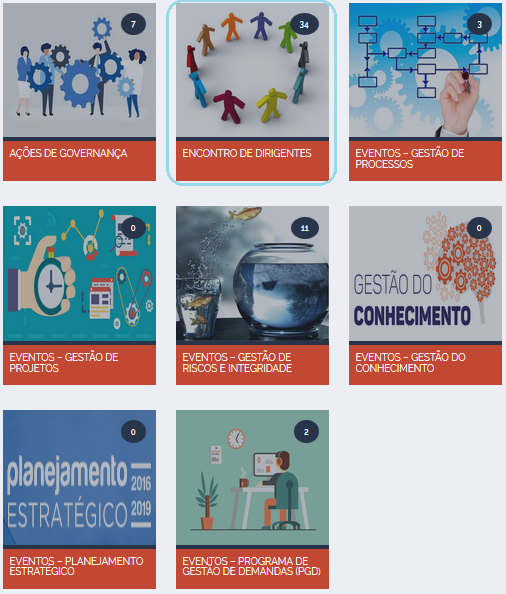 7
34
3
AÇÕES DE GOVERNANÇA
ENCONTRO DE DIRIGENTES
EVENTOS – GESTÃO DE
PROCESSOS
0
11
0
GESTÃO DO
CONHECIMENTO
EVENTOS – GESTÃO DE
PROJETOS
EVENTOS – GESTÃO DE
RISCOS E INTEGRIDADE
EVENTOS – GESTÃO DO
CONHECIMENTO
0
2
planejamento
ESTRATÉGICO
2016
2019
EVENTOS – PLANEJAMENTO
ESTRATÉGICO
EVENTOS – PROGRAMA DE
GESTÃO DE DEMANDAS (PGD)